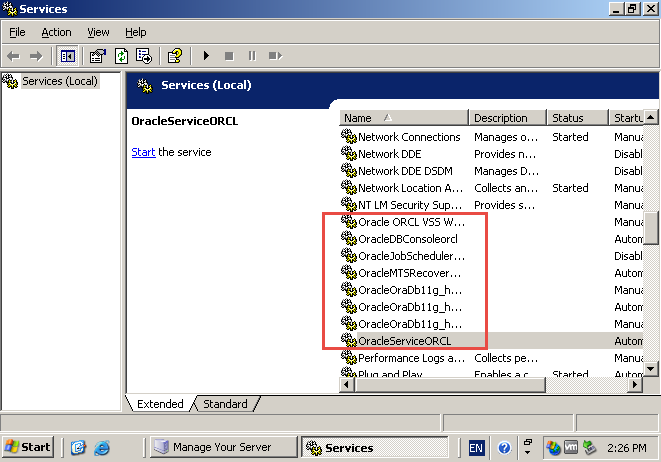 Services
File Action View Help
Services (Local)
Services (Local)
OracleServiceORCL
Start the service
Name Description Status Startu
Network Connections Manages o... Started Manua
Network DDE Provides n... Disabl
Network DDE DSDM Manages D... Disabl
Network Location A... Collects an... Started Manua
NT LM Security Sup... Provides s... Manua
Oracle ORCL VSS W... Manua
OracleDBConsoleorcl Autom
OracleJobScheduler... Disabl
OracleMTSRecover... Autom
OracleOraDb11g_h... Manua
OracleOraDb11g_h... Autom
OracleOraDb11g_h... Manua
OracleServiceORCL Autom
Performance Logs a... Collects pe... Manua
Plug and Play Enables a c... Started Autom
Extended Standard
Start Manage Your Server Services EN 2:26 PM